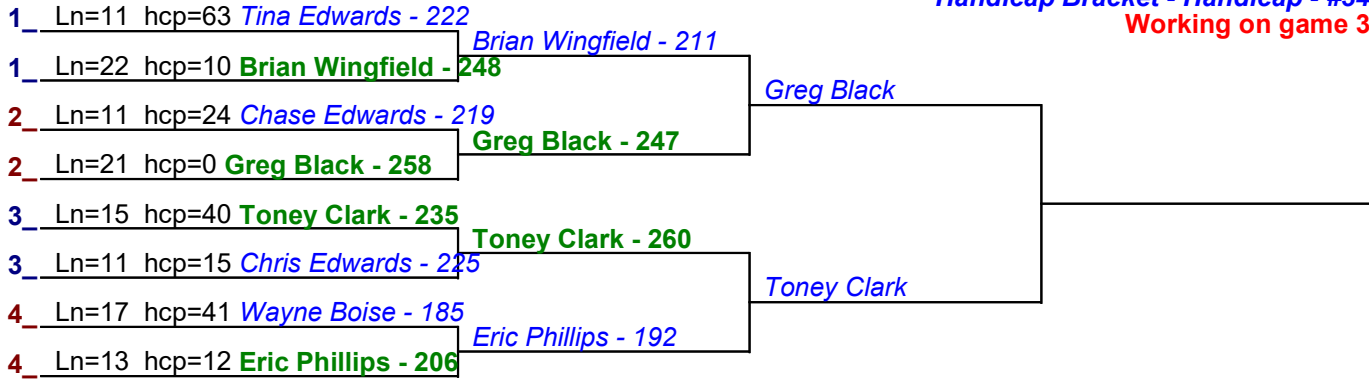 Handicap Bracket - Handicap - #34
Working on game 3
1_ Ln=11 hcp=63 Tina Edwards - 222
Brian Wingfield - 211
1_ Ln=22 hcp=10 Brian Wingfield - 248
Greg Black
2_ Ln=11 hcp=24 Chase Edwards - 219
Greg Black - 247
2_ Ln=21 hcp=0 Greg Black - 258
3_ Ln=15 hcp=40 Toney Clark - 235
Toney Clark - 260
3_ Ln=11 hcp=15 Chris Edwards - 225
Toney Clark
4_ Ln=17 hcp=41 Wayne Boise - 185
Eric Phillips - 192
4_ Ln=13 hcp=12 Eric Phillips - 206